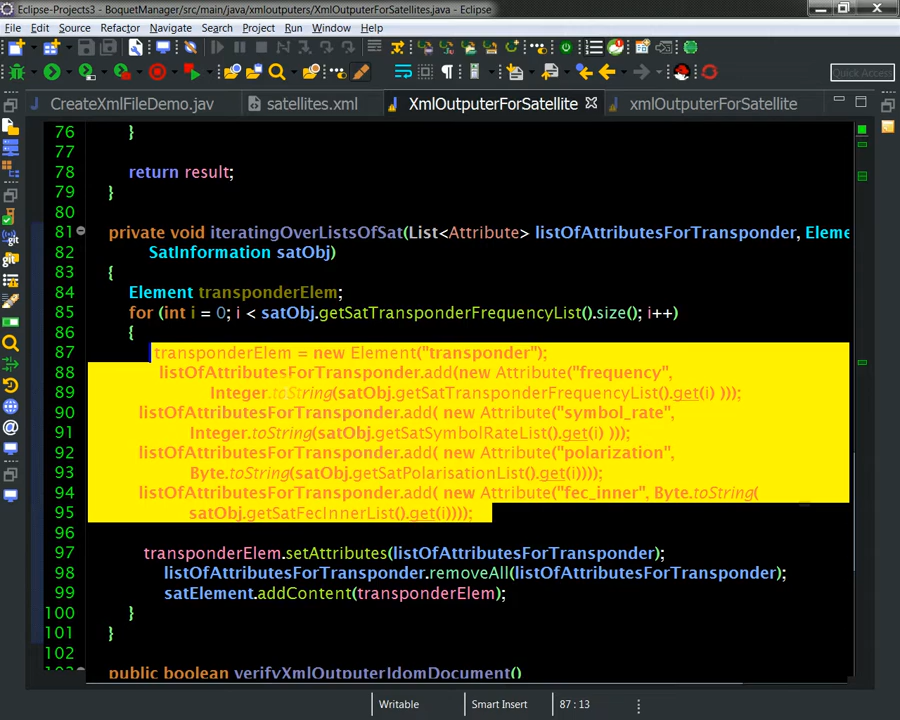 Eclipse-Projects3 - BoquetManager/src/main/java/xmloutputers/XmlOutputerForSatellites.java - Eclipse
File Edit Source Refactor Navigate Search Project Run Window Help
Quick Access
CreateXmlFileDemo.jav satellites.xml XmlOutputerForSatellite xmlOutputerForSatellite
76 }
77
78 return result;
79 }
80
81 private void iteratingOverListsOfSat(List<Attribute> listOfAttributesForTransponder, Eleme
82 SatInformation satObj)
83 {
84 Element transponderElem;
85 for (int i = 0; i < satObj.getSatTransponderFrequencyList().size(); i++)
86 {
87 transponderElem = new Element("transponder");
88 listOfAttributesForTransponder.add(new Attribute("frequency",
89 Integer.toString(satObj.getSatTransponderFrequencyList().get(i) )));
90 listOfAttributesForTransponder.add( new Attribute("symbol_rate",
91 Integer.toString(satObj.getSatSymbolRateList().get(i) )));
92 listOfAttributesForTransponder.add( new Attribute("polarization",
93 Byte.toString(satObj.getSatPolarisationList().get(i))));
94 listOfAttributesForTransponder.add( new Attribute("fec_inner", Byte.toString(
95 satObj.getSatFecInnerList().get(i))));
96
97 transponderElem.setAttributes(listOfAttributesForTransponder);
98 listOfAttributesForTransponder.removeAll(listOfAttributesForTransponder);
99 satElement.addContent(transponderElem);
100 }
101 }
102
103 public boolean verifyXmlOutputerJdomDocument()
Writable Smart Insert 87 : 13